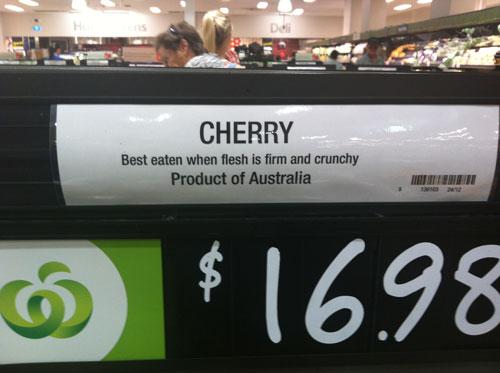 Deli
CHERRY
Best eaten when flesh is firm and crunchy
Product of Australia
$ 16.98